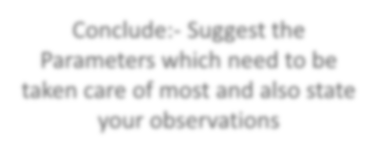 Conclude:- Suggest the
Parameters which need to be
taken care of most and also state
your observations